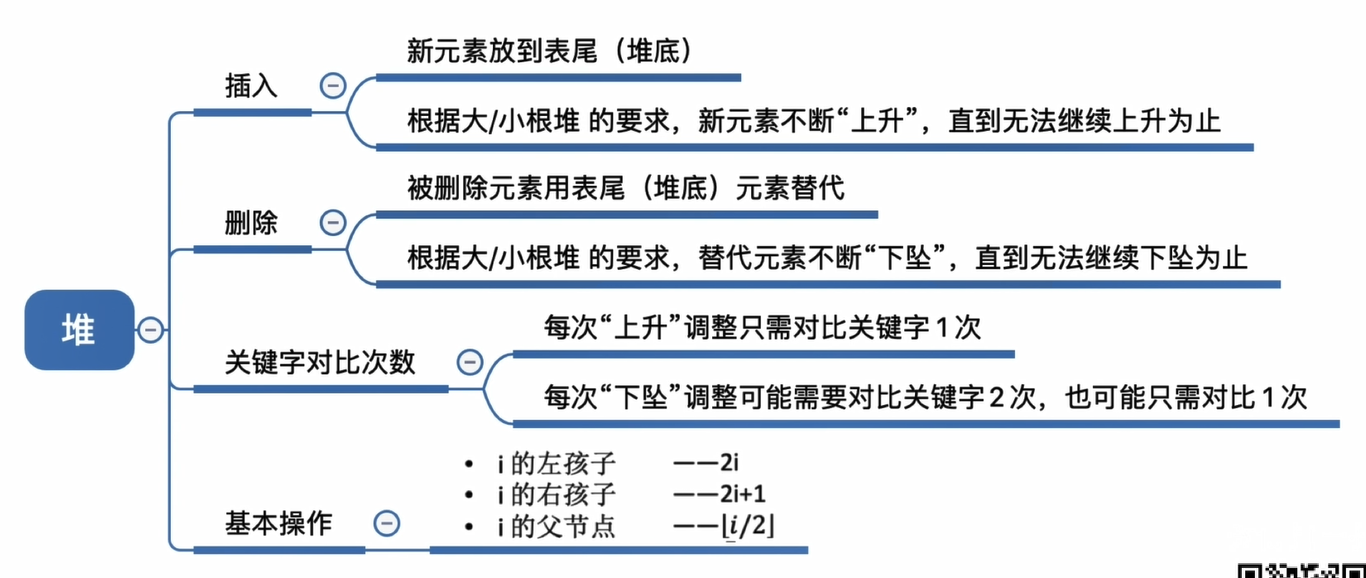 堆
插入
新元素放到表尾（堆底）
根据大/小根堆 的要求，新元素不断“上升”，直到无法继续上升为止
删除
被删除元素用表尾（堆底）元素替代
根据大/小根堆 的要求，替代元素不断“下坠”，直到无法继续下坠为止
关键字对比次数
每次“上升”调整只需对比关键字1次
每次“下坠”调整可能需要对比关键字2次，也可能只需对比1次
基本操作
• i 的左孩子 ——2i
• i 的右孩子 ——2i+1
• i 的父节点 ——⌊i/2⌋